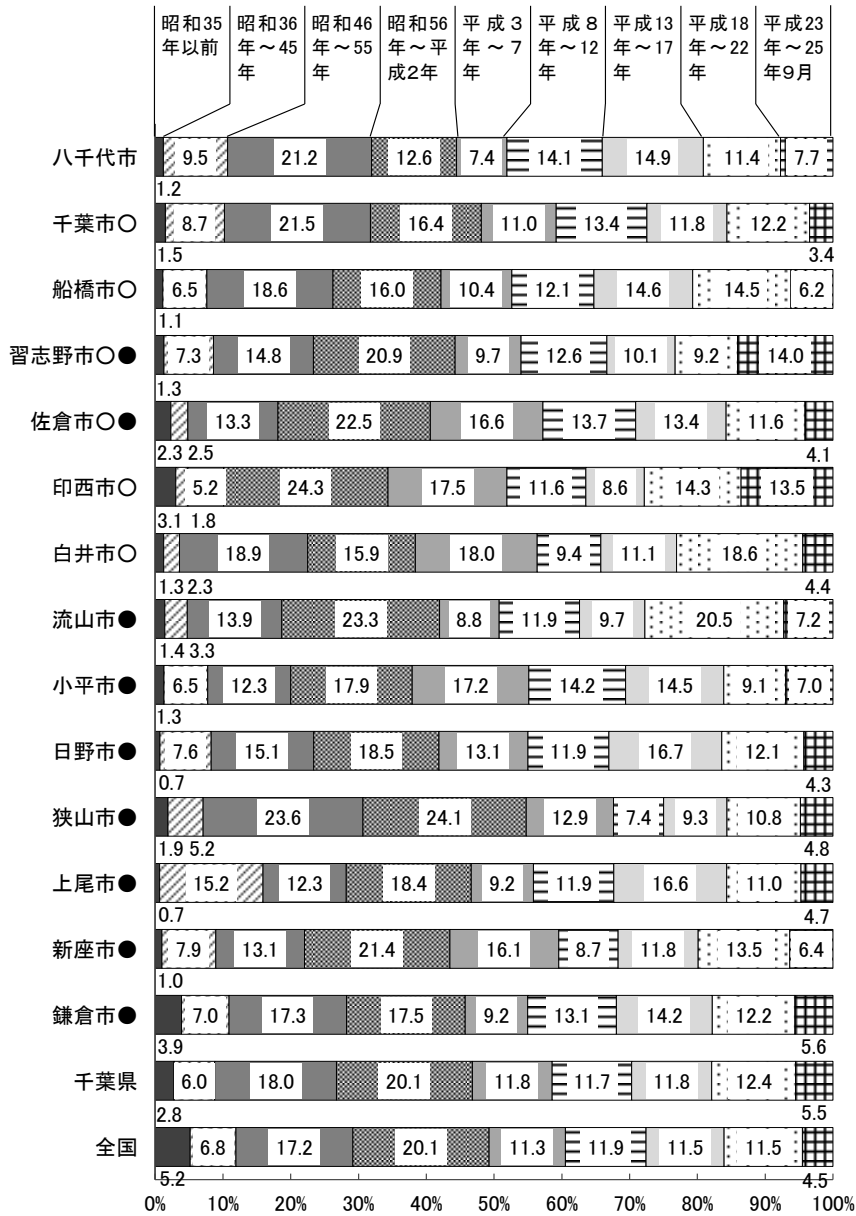 昭和35年以前
昭和36年～45年
昭和46年～55年
昭和56年～平成2年
平成3～7年
平成8年～12年
平成13～17年
平成18～22年
平成23～25年9月
八千代市 9.5 21.2 12.6 7.4 14.1 14.9 11.4 7.7
1.2
千葉市○ 8.7 21.5 16.4 11.0 13.4 11.8 12.2
1.5 3.4
船橋市○ 6.5 18.6 16.0 10.4 12.1 14.6 14.5 6.2
1.1
習志野市○● 7.3 14.8 20.9 9.7 12.6 10.1 9.2 14.0
1.3
佐倉市○● 13.3 22.5 16.6 13.7 13.4 11.6
2.3 2.5 4.1
印西市○ 5.2 24.3 17.5 11.6 8.6 14.3 13.5
3.1 1.8
白井市○ 18.9 15.9 18.0 9.4 11.1 18.6
1.3 2.3 4.4
流山市● 13.9 23.3 8.8 11.9 9.7 20.5 7.2
1.4 3.3
小平市● 6.5 12.3 17.9 17.2 14.2 14.5 9.1 7.0
1.3
日野市● 7.6 15.1 18.5 13.1 11.9 16.7 12.1
0.7 4.3
狭山市● 23.6 24.1 12.9 7.4 9.3 10.8
1.9 5.2 4.8
上尾市● 15.2 12.3 18.4 9.2 11.9 16.6 11.0
0.7 4.7
新座市● 7.9 13.1 21.4 16.1 8.7 11.8 13.5 6.4
1.0
鎌倉市● 7.0 17.3 17.5 9.2 13.1 14.2 12.2
3.9 5.6
千葉県 6.0 18.0 20.1 11.8 11.7 11.8 12.4
2.8 5.5
全国 6.8 17.2 20.1 11.3 11.9 11.5 11.5
5.2 4.5
0% 10% 20% 30% 40% 50% 60% 70% 80% 90% 100%